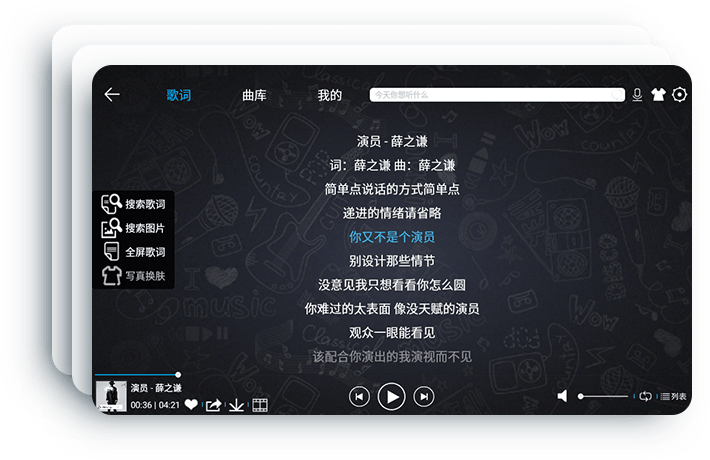 歌词 曲库 我的 今天你想听什么
演员 - 薛之谦
词：薛之谦 曲：薛之谦
简单点说话的方式简单点
递进的情绪请省略
你又不是个演员
别设计那些情节
没意见我只想看看你怎么圆
你难过的太表面 像没天赋的演员
观众一眼能看见
该配合你演出的我演视而不见
搜索歌词
搜索图片
全屏歌词
写真换肤
演员 - 薛之谦
00:36 | 04:21
列表